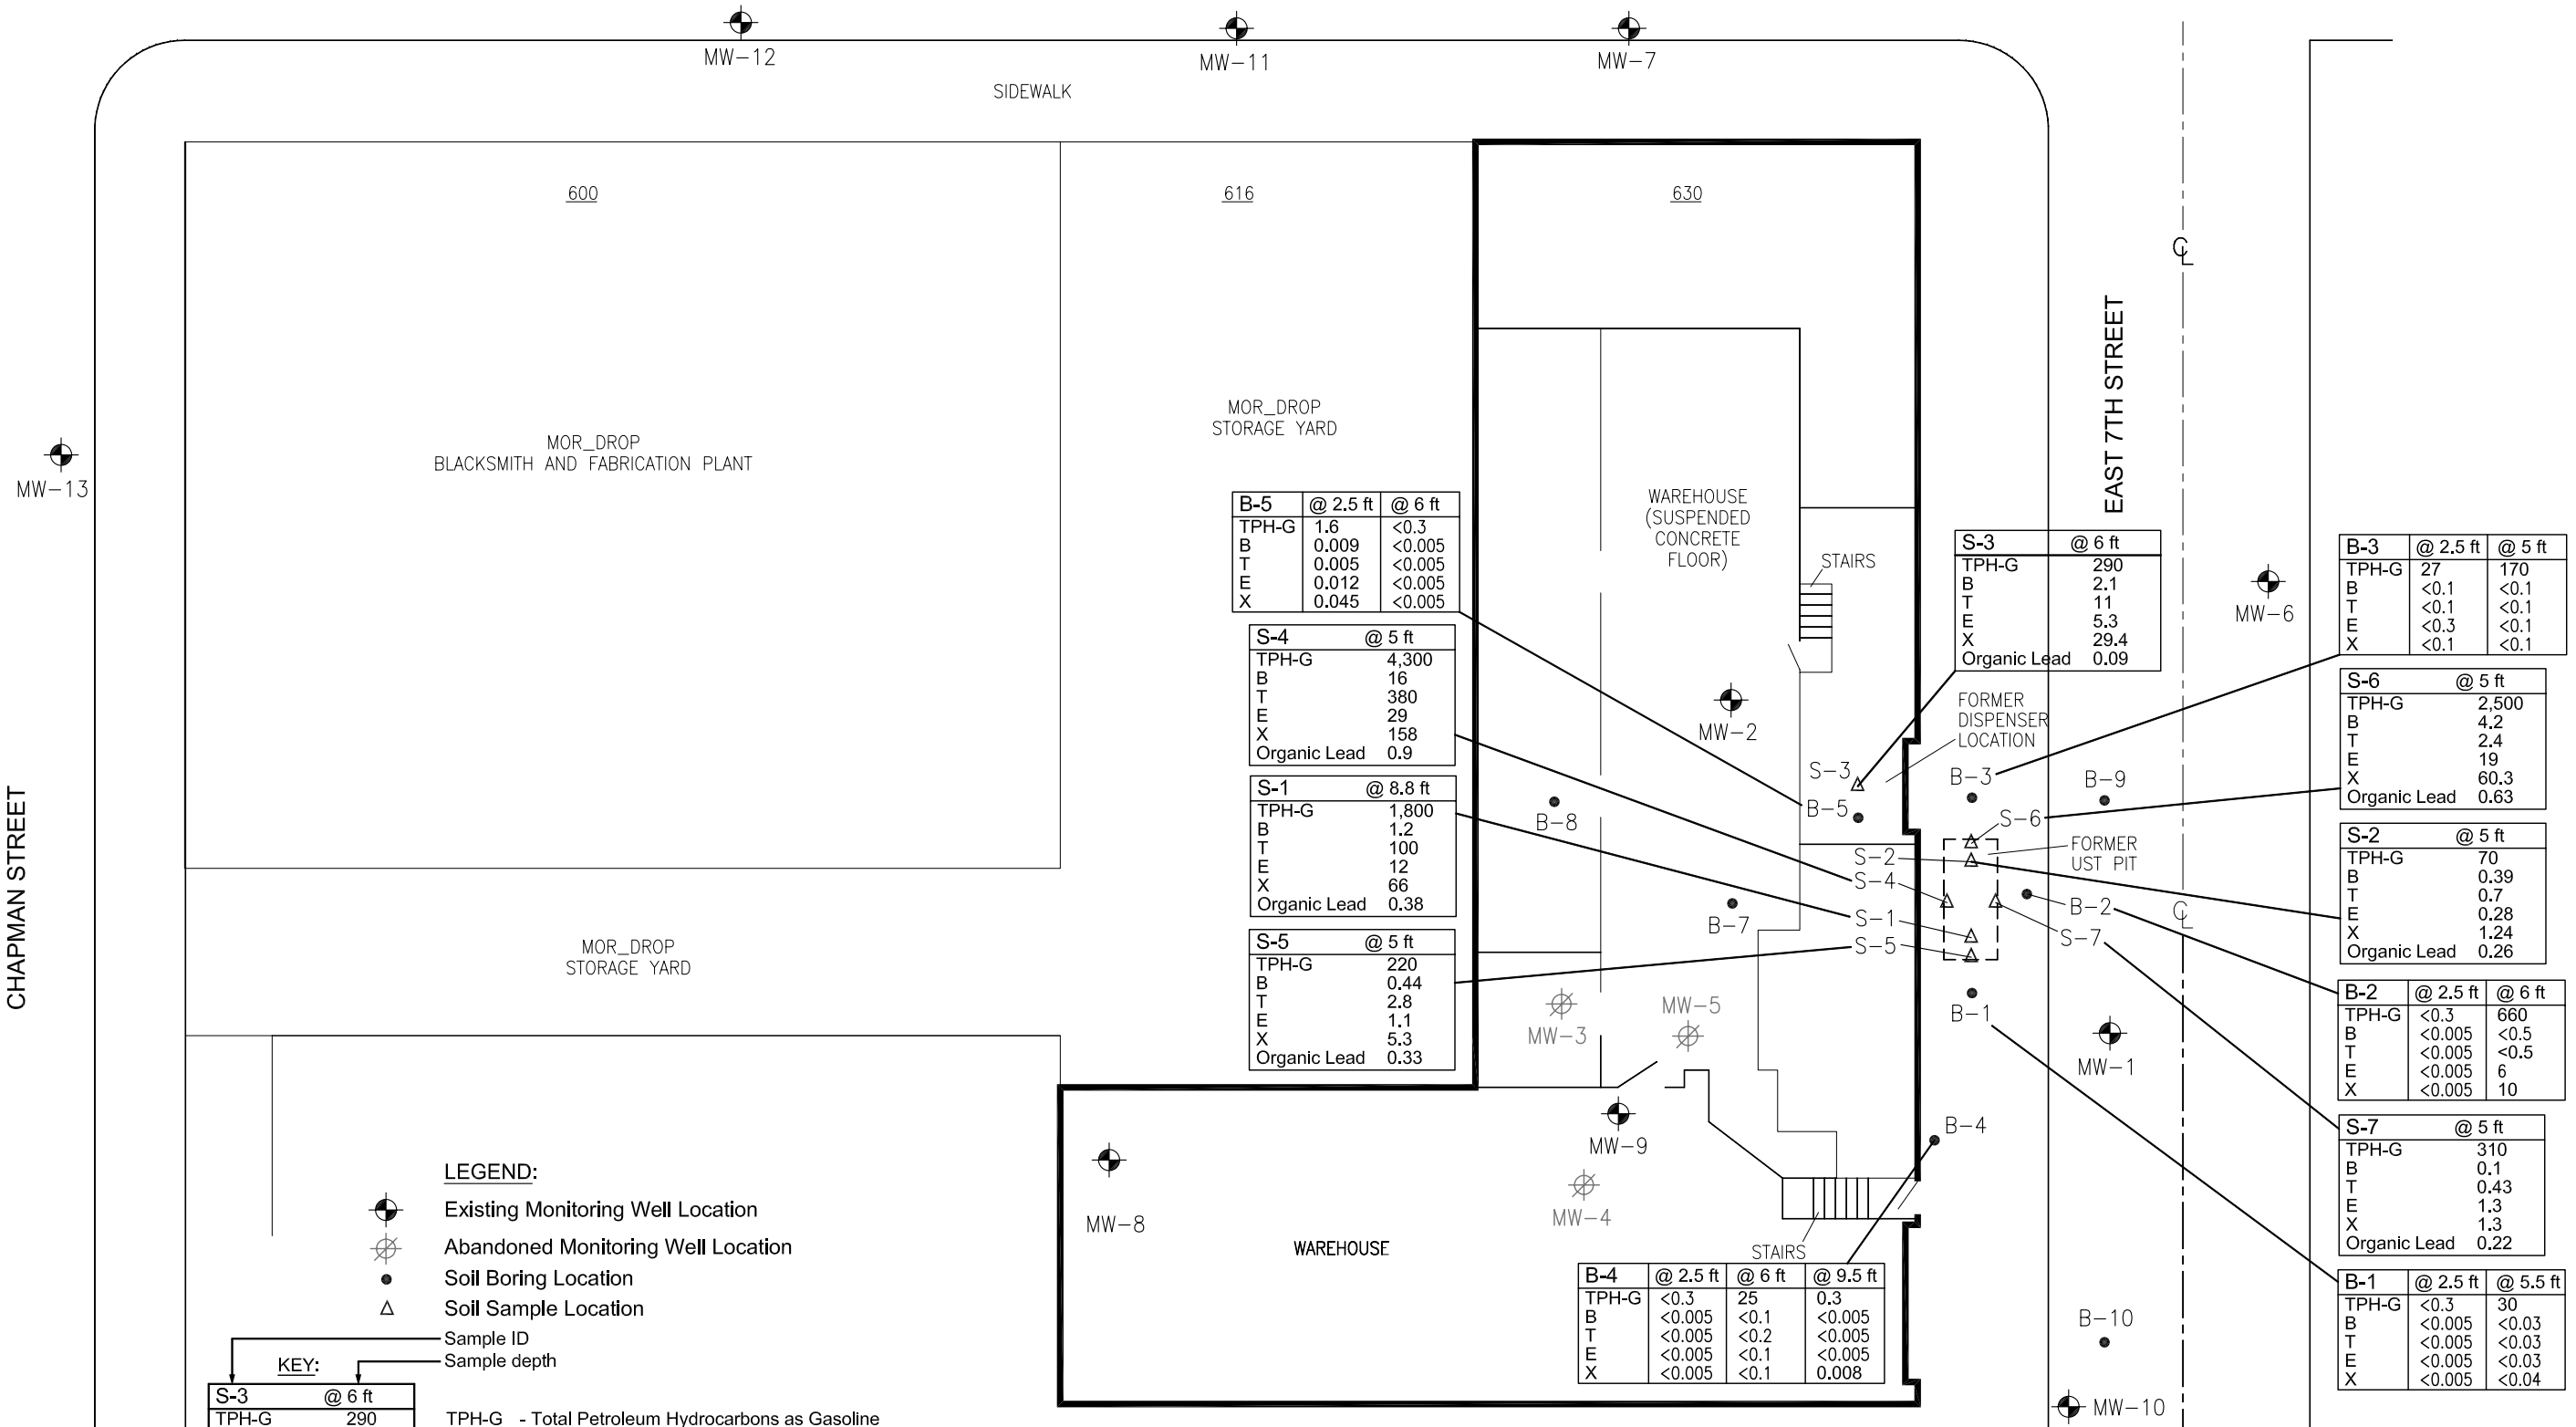 MW-12
MW-11
MW-7
SIDEWALK
600
616
630
℄
EAST 7TH STREET
MOR_DROP
STORAGE YARD
MOR_DROP
BLACKSMITH AND FABRICATION PLANT
MW-13
CHAPMAN STREET
WAREHOUSE
(SUSPENDED
CONCRETE
FLOOR)
STAIRS
MW-6
B-5 @ 2.5 ft @ 6 ft
TPH-G 1.6 <0.3
B 0.009 <0.005
T 0.005 <0.005
E 0.012 <0.005
X 0.045 <0.005
S-4 @ 5 ft
TPH-G 4,300
B 16
T 380
E 29
X 158
Organic Lead 0.9
S-1 @ 8.8 ft
TPH-G 1,800
B 1.2
T 100
E 12
X 66
Organic Lead 0.38
S-5 @ 5 ft
TPH-G 220
B 0.44
T 2.8
E 1.1
X 5.3
Organic Lead 0.33
S-3 @ 6 ft
TPH-G 290
B 2.1
T 11
E 5.3
X 29.4
Organic Lead 0.09
B-3 @ 2.5 ft @ 5 ft
TPH-G 27 170
B <0.1 <0.1
T <0.1 <0.1
E <0.3 <0.1
X <0.1 <0.1
S-6 @ 5 ft
TPH-G 2,500
B 4.2
T 2.4
E 19
X 60.3
Organic Lead 0.63
S-2 @ 5 ft
TPH-G 70
B 0.39
T 0.7
E 0.28
X 1.24
Organic Lead 0.26
B-2 @ 2.5 ft @ 6 ft
TPH-G <0.3 660
B <0.005 <0.5
T <0.005 <0.5
E <0.005 6
X <0.005 10
S-7 @ 5 ft
TPH-G 310
B 0.1
T 0.43
E 1.3
X 1.3
Organic Lead 0.22
B-1 @ 2.5 ft @ 5.5 ft
TPH-G <0.3 30
B <0.005 <0.03
T <0.005 <0.03
E <0.005 <0.03
X <0.005 <0.04
MW-2
FORMER
DISPENSER
LOCATION
S-3
B-3
B-9
B-5
B-8
S-6
FORMER
UST PIT
S-2
S-4
B-2
℄
B-7
S-1
S-5
S-7
MOR_DROP
STORAGE YARD
MW-3
MW-5
B-1
MW-1
MW-9
B-4
MW-8
MW-4
WAREHOUSE
STAIRS
B-4 @ 2.5 ft @ 6 ft @ 9.5 ft
TPH-G <0.3 25 0.3
B <0.005 <0.1 <0.005
T <0.005 <0.2 <0.005
E <0.005 <0.1 <0.005
X <0.005 <0.1 0.008
B-10
MW-10
LEGEND:
Existing Monitoring Well Location
Abandoned Monitoring Well Location
Soil Boring Location
Soil Sample Location
Sample ID
Sample depth
KEY:
S-3 @ 6 ft
TPH-G 290
TPH-G - Total Petroleum Hydrocarbons as Gasoline